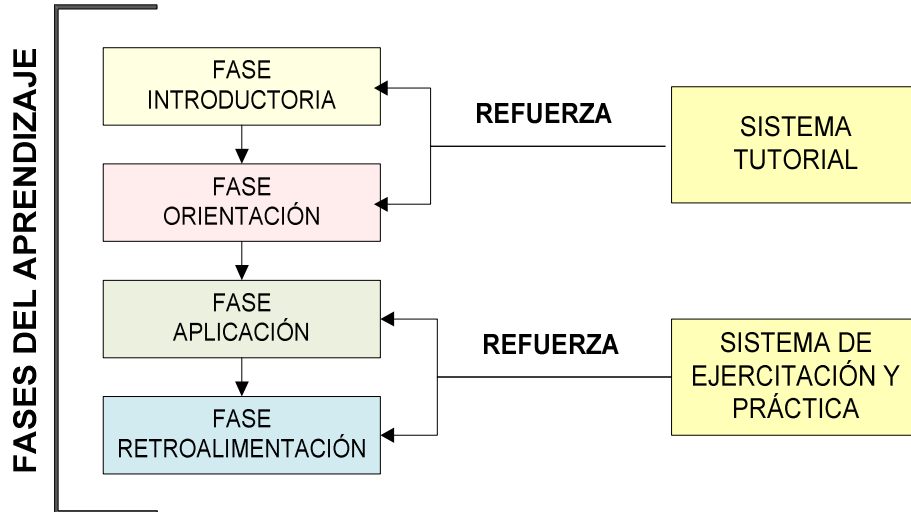 FASES DEL APRENDIZAJE
FASE
INTRODUCTORIA
FASE
ORIENTACIÓN
FASE
APLICACIÓN
FASE
RETROALIMENTACIÓN
REFUERZA
SISTEMA
TUTORIAL
REFUERZA
SISTEMA DE
EJERCITACIÓN Y
PRÁCTICA